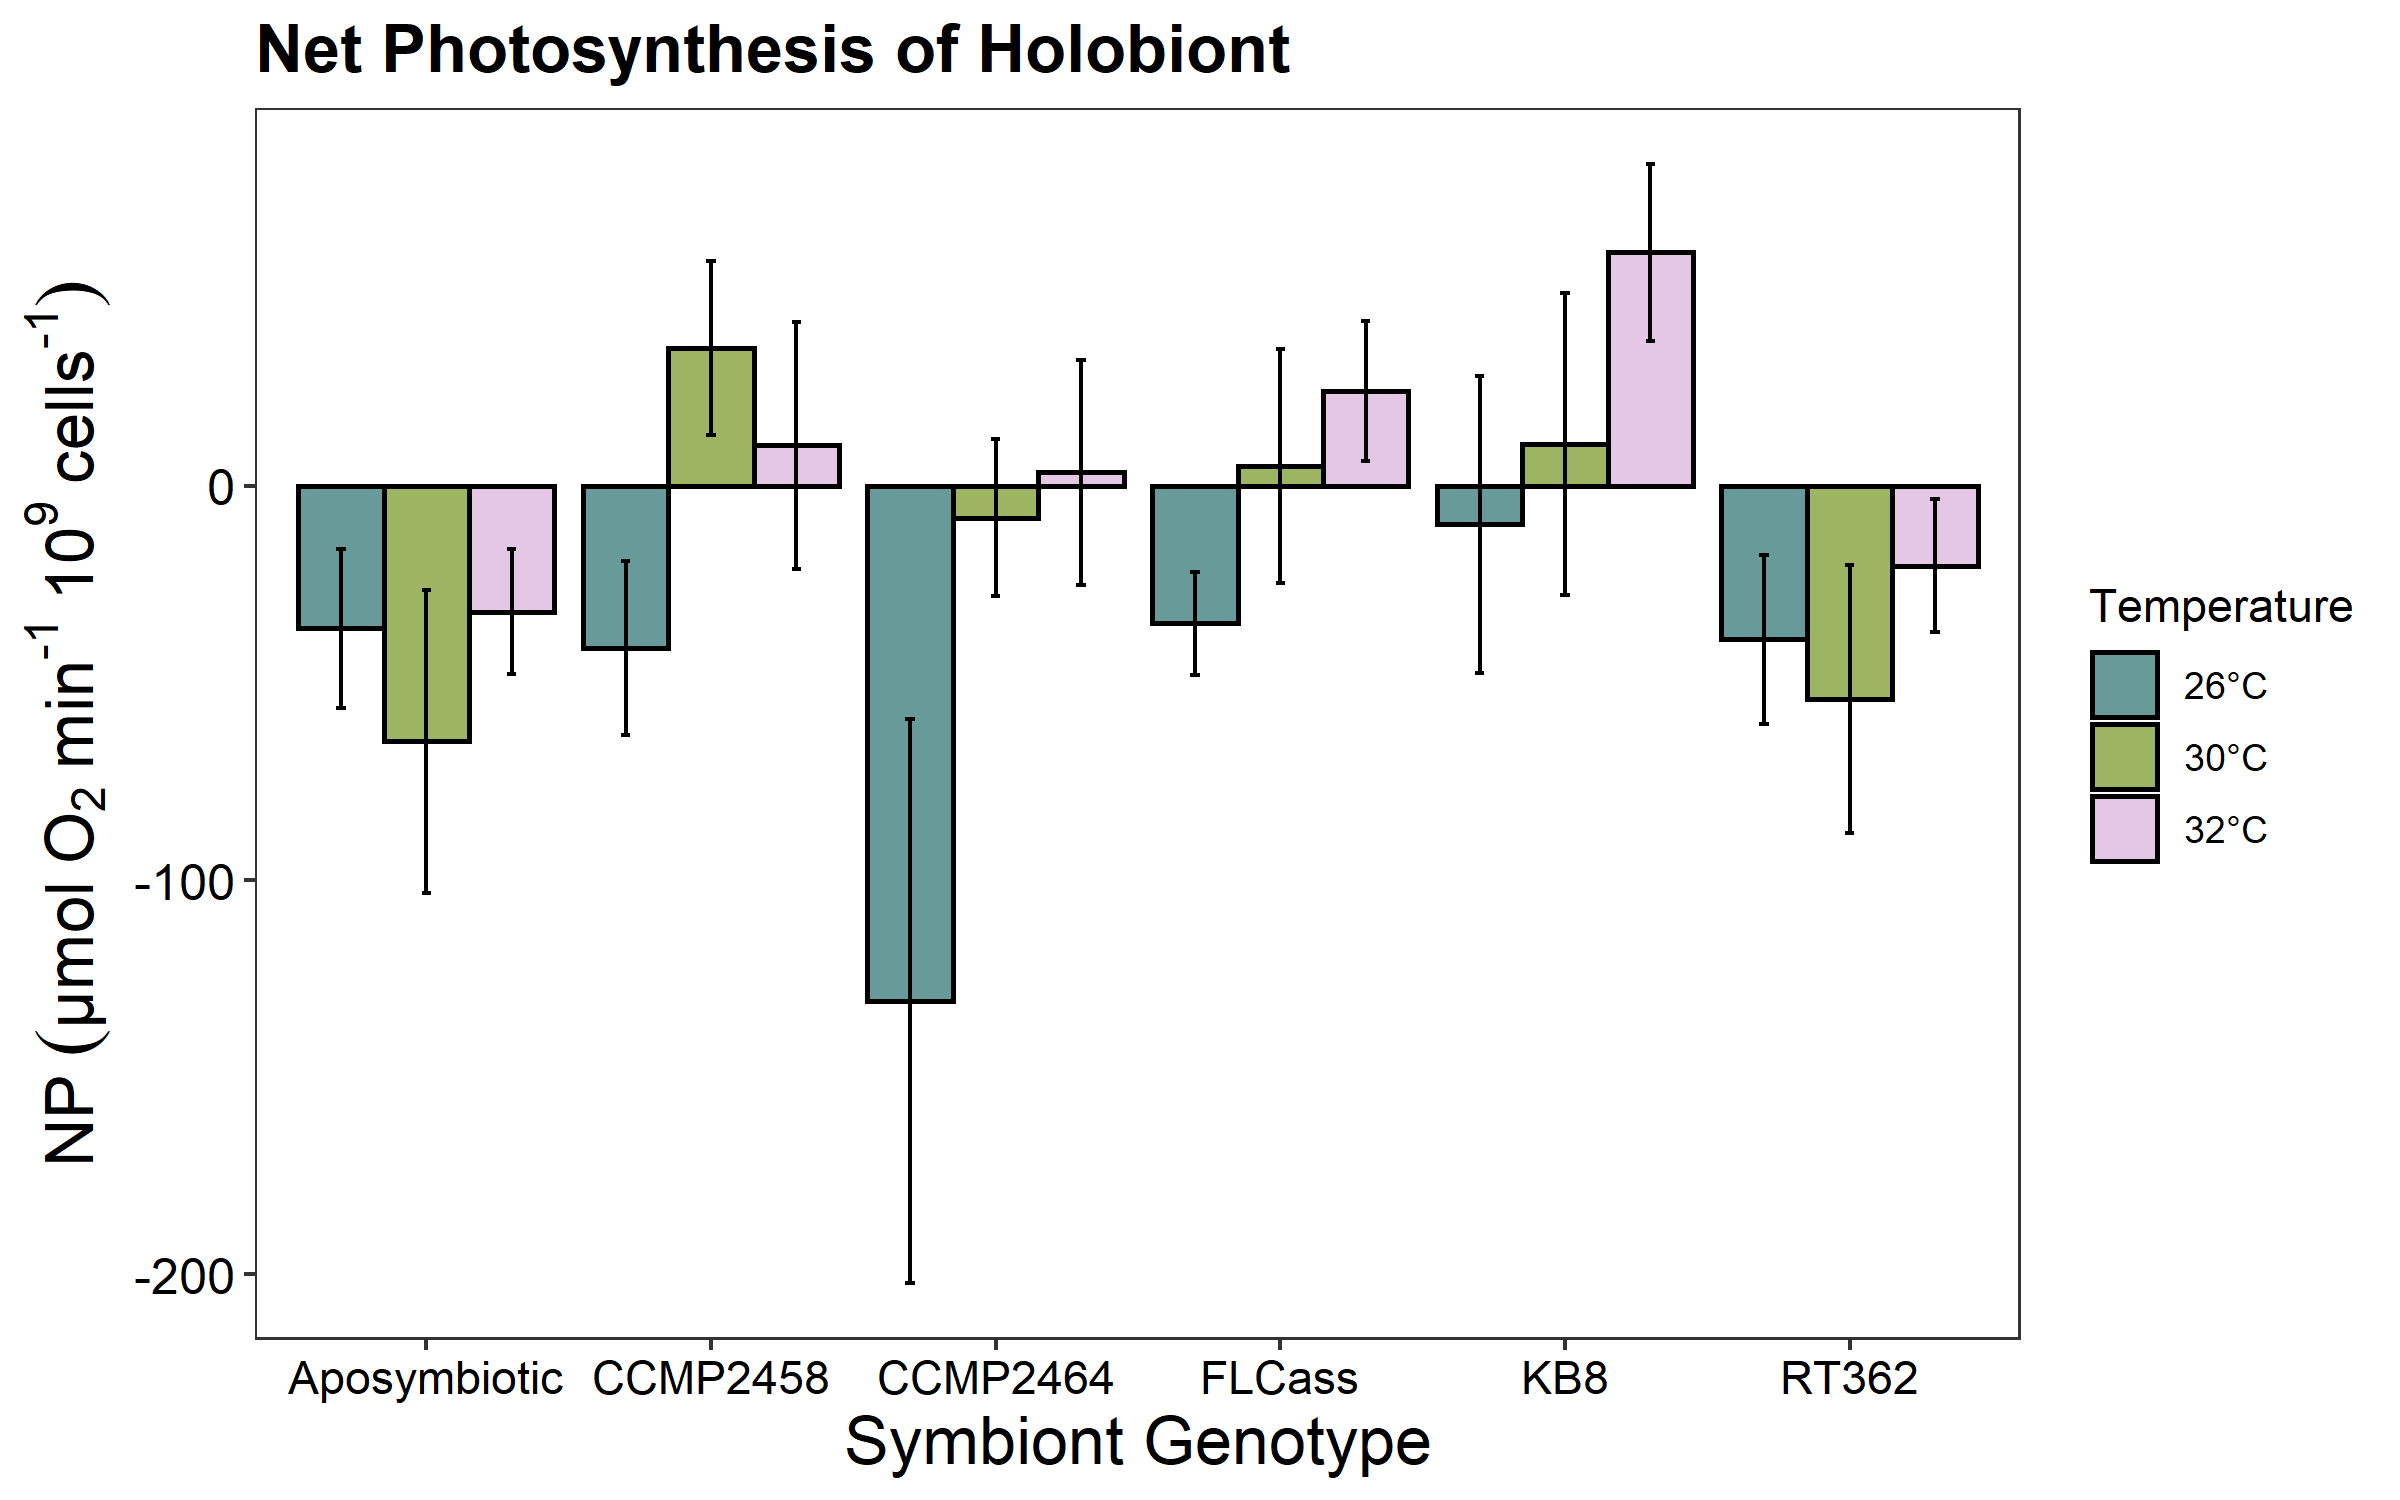 Net Photosynthesis of Holobiont
NP (µmol O₂ min⁻¹ 10⁹ cells⁻¹)
0
-100
-200
Aposymbiotic CCMP2458 CCMP2464 FLCass KB8 RT362
Symbiont Genotype
Temperature
26°C
30°C
32°C